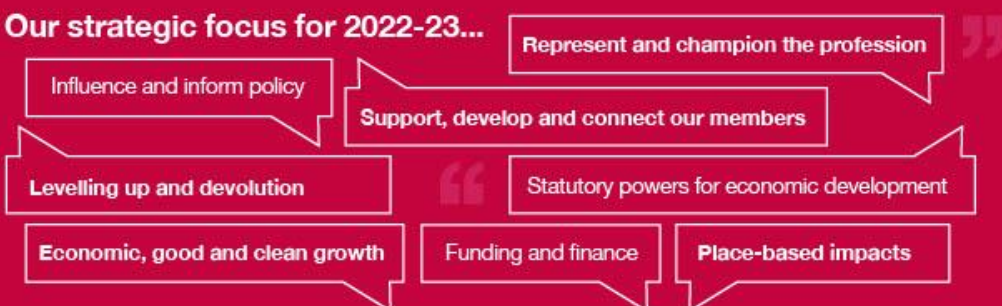 Our strategic focus for 2022-23...
Represent and champion the profession
Influence and inform policy
Support, develop and connect our members
Levelling up and devolution
Statutory powers for economic development
Economic, good and clean growth
Funding and finance
Place-based impacts